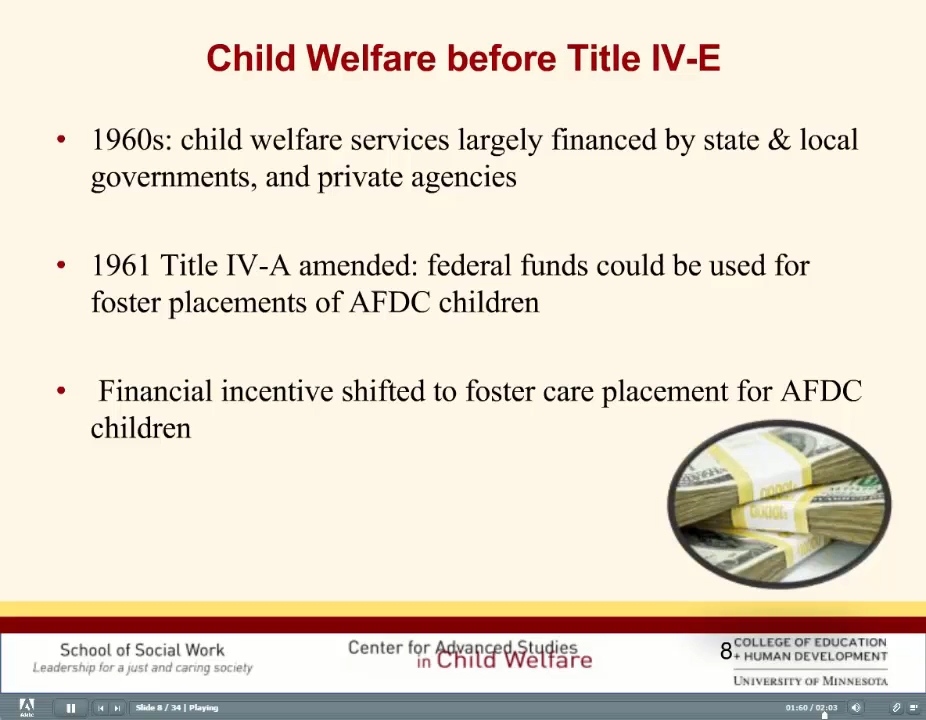 Child Welfare before Title IV-E
• 1960s: child welfare services largely financed by state & local
governments, and private agencies
• 1961 Title IV-A amended: federal funds could be used for
foster placements of AFDC children
• Financial incentive shifted to foster care placement for AFDC
children
School of Social Work
Leadership for a just and caring society
Center for Advanced Studies
in Child Welfare
8
COLLEGE OF EDUCATION
+ HUMAN DEVELOPMENT
UNIVERSITY OF MINNESOTA
Slide 8 / 34 | Playing
01:60 / 02:03